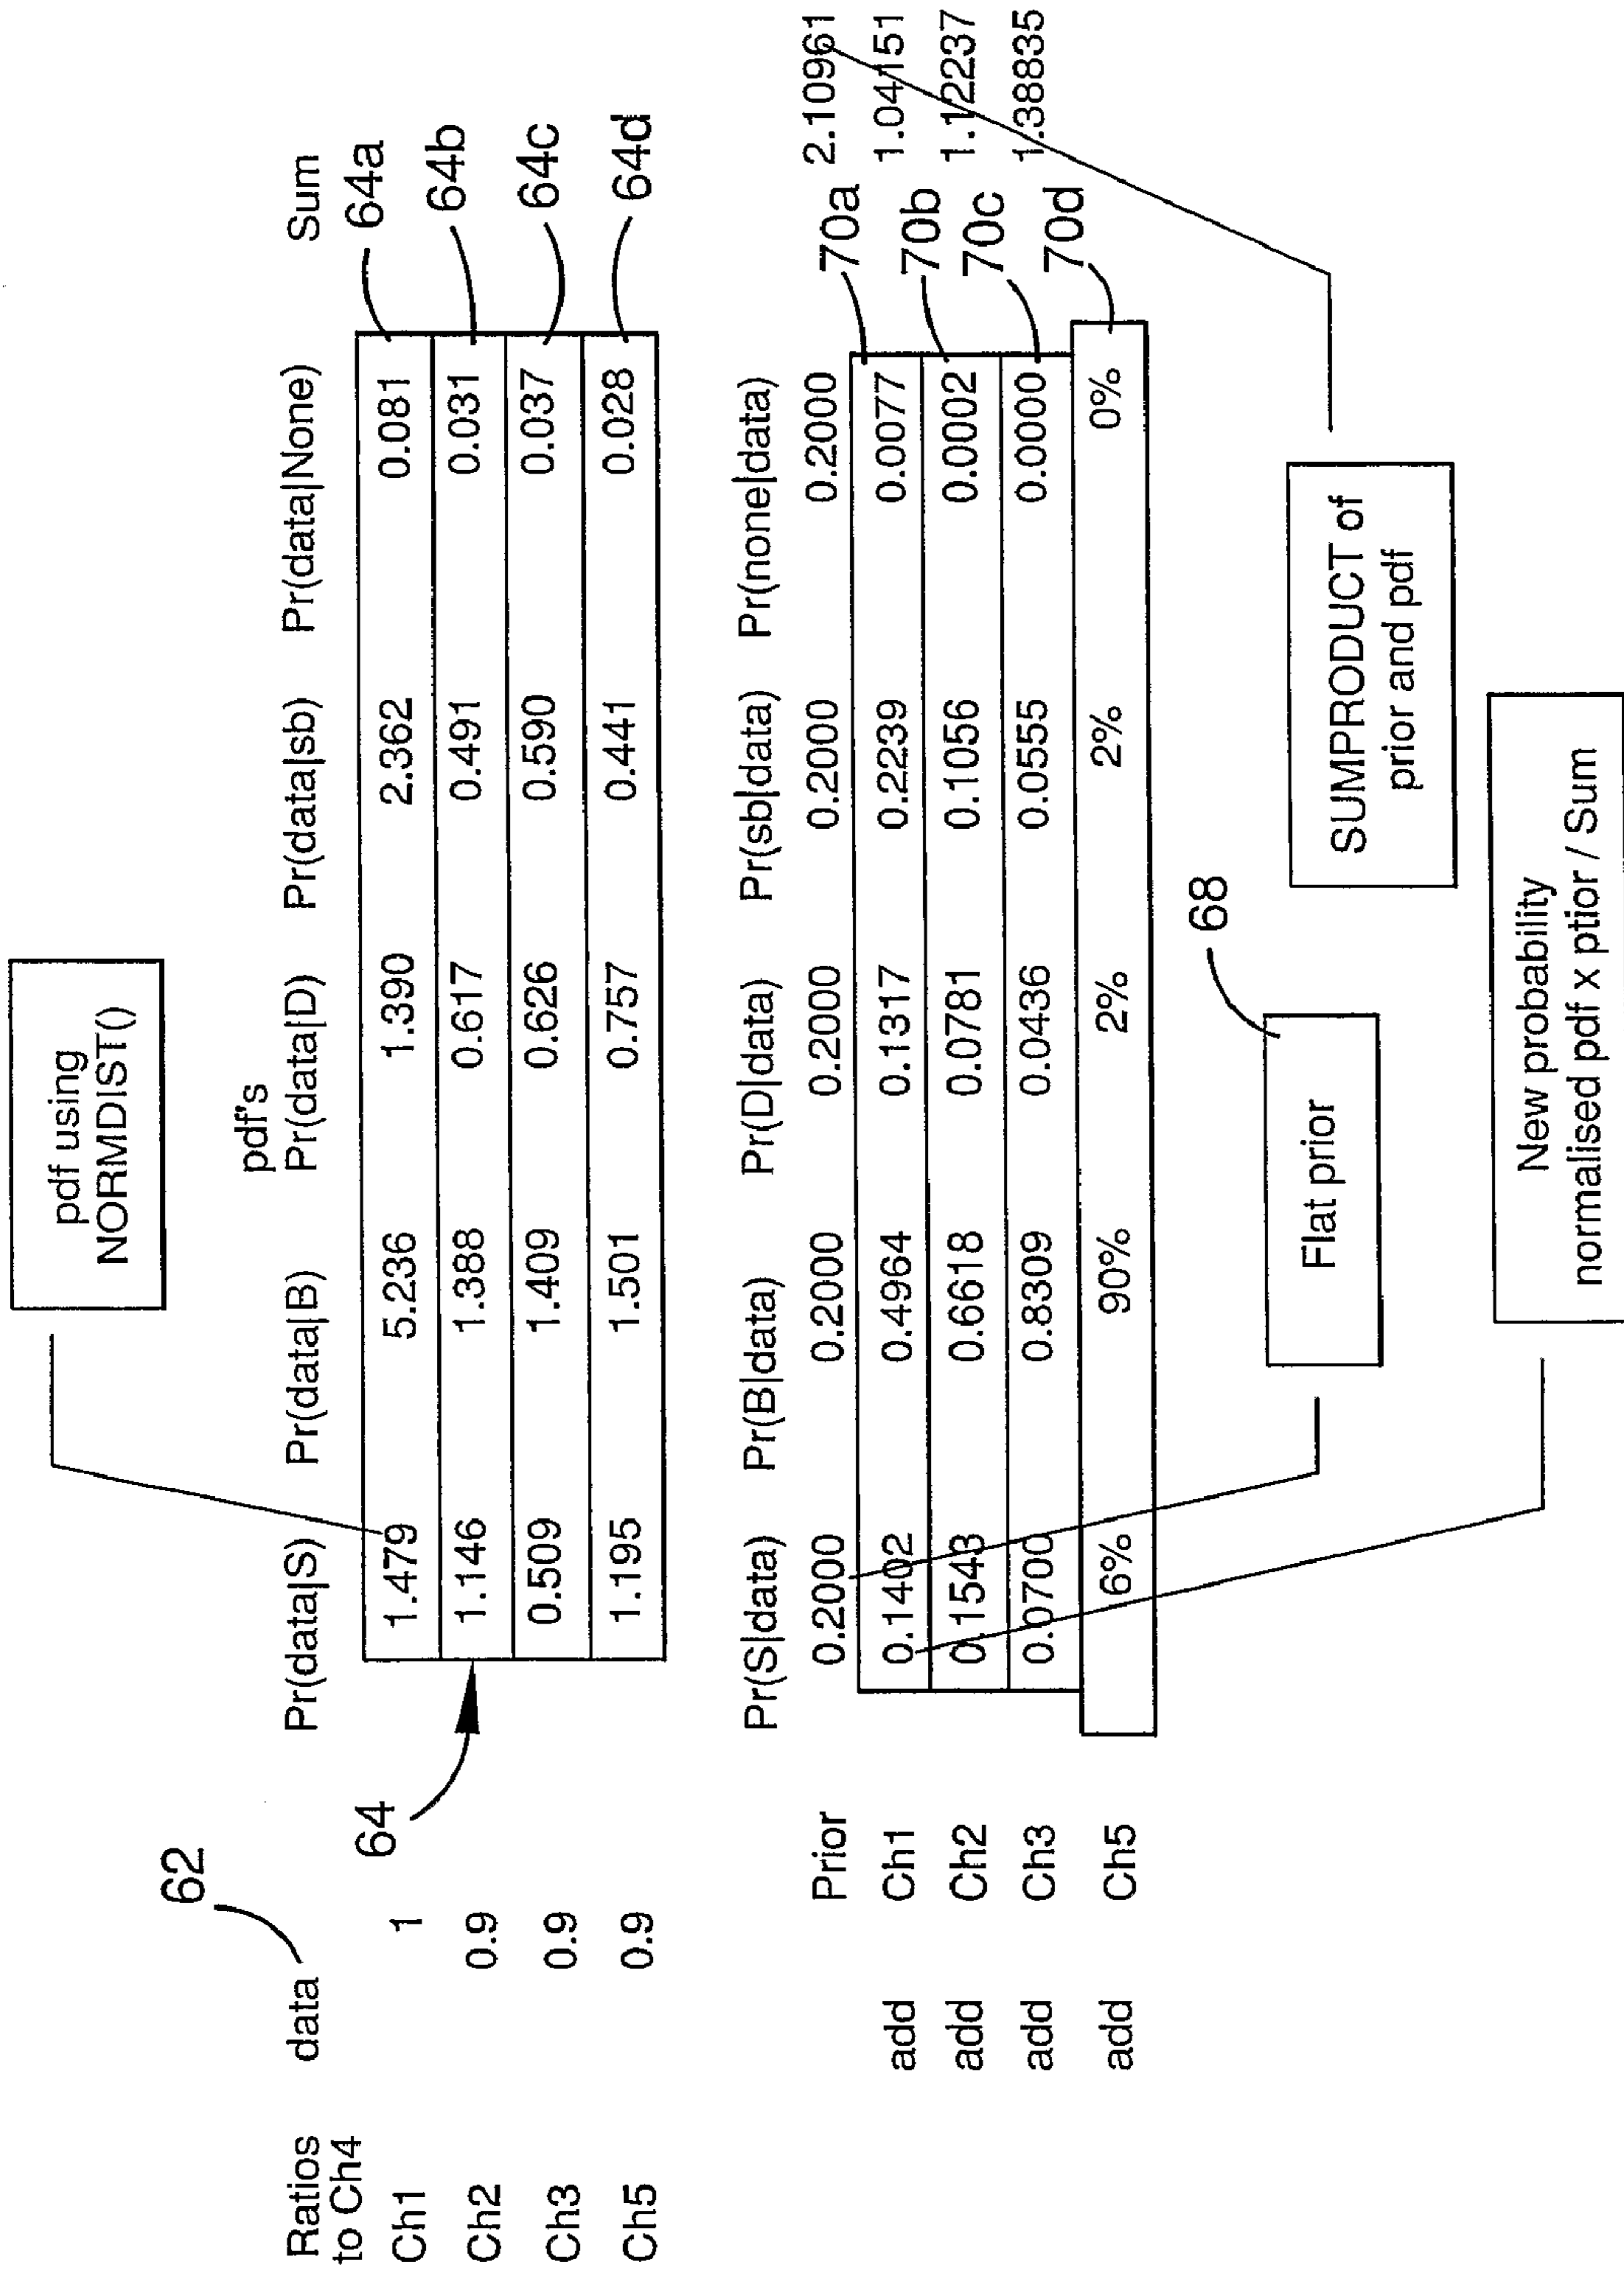 pdf using
NORMDIST()
62
Ratios
to Ch4
data
pdf's
Pr(data|S) Pr(data|B) Pr(data|D) Pr(data|sb) Pr(data|None) Sum
Ch1 1 1.479 5.236 1.390 2.362 0.081 64a
64
Ch2 0.9 1.146 1.388 0.617 0.491 0.031 64b
Ch3 0.9 0.509 1.409 0.626 0.590 0.037 64c
Ch5 0.9 1.195 1.501 0.757 0.441 0.028 64d
Pr(S|data) Pr(B|data) Pr(D|data) Pr(sb|data) Pr(none|data)
Prior 0.2000 0.2000 0.2000 0.2000 0.2000
add Ch1 0.1402 0.4964 0.1317 0.2239 0.0077 70a 2.10961
add Ch2 0.1543 0.6618 0.0781 0.1056 0.0002 70b 1.04151
add Ch3 0.0700 0.8309 0.0436 0.0555 0.0000 70c 1.12237
add Ch5 6% 90% 2% 2% 0% 70d 1.38835
68
Flat prior
SUMPRODUCT of
prior and pdf
New probability
normalised pdf x ptior / Sum